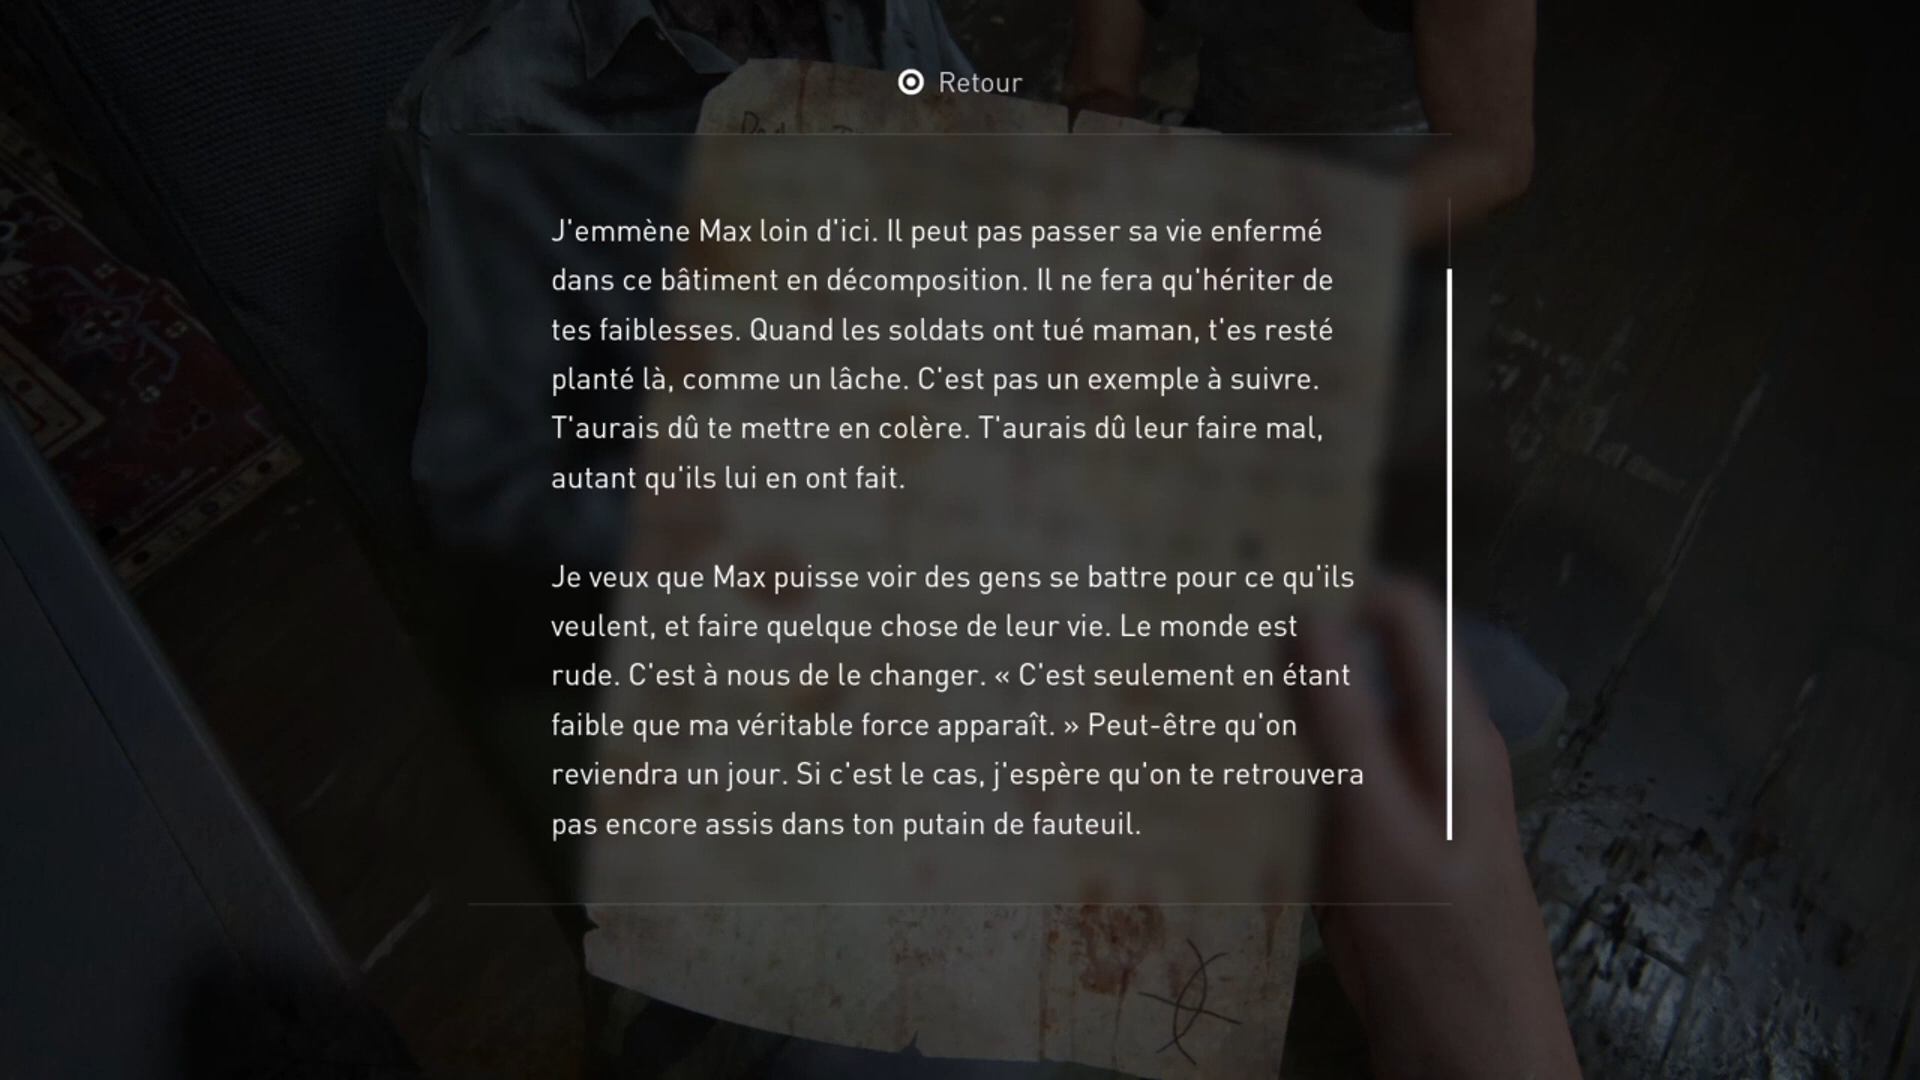 Retour
J'emmène Max loin d'ici. Il peut pas passer sa vie enfermé
dans ce bâtiment en décomposition. Il ne fera qu'hériter de
tes faiblesses. Quand les soldats ont tué maman, t'es resté
planté là, comme un lâche. C'est pas un exemple à suivre.
T'aurais dû te mettre en colère. T'aurais dû leur faire mal,
autant qu'ils lui en ont fait.
Je veux que Max puisse voir des gens se battre pour ce qu'ils
veulent, et faire quelque chose de leur vie. Le monde est
rude. C'est à nous de le changer. « C'est seulement en étant
faible que ma véritable force apparaît. » Peut-être qu'on
reviendra un jour. Si c'est le cas, j'espère qu'on te retrouvera
pas encore assis dans ton putain de fauteuil.